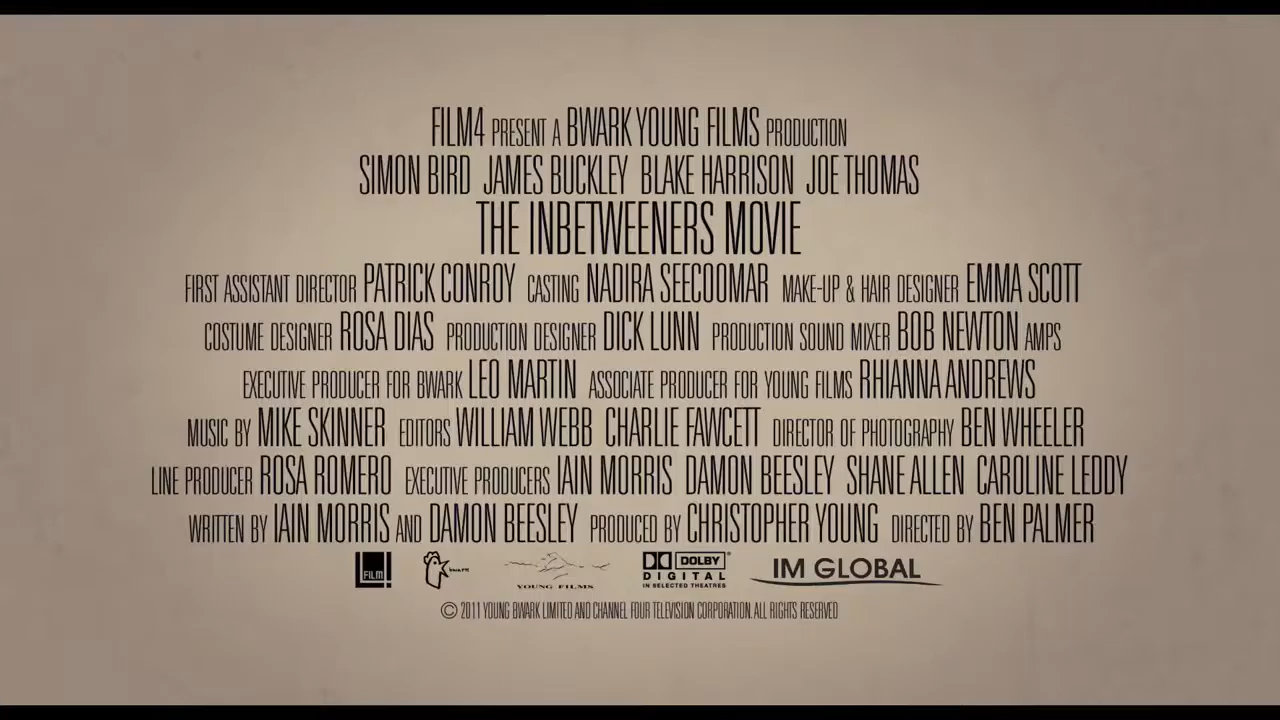 FILM4 PRESENT A BWARK YOUNG FILMS PRODUCTION
SIMON BIRD JAMES BUCKLEY BLAKE HARRISON JOE THOMAS
THE INBETWEENERS MOVIE
FIRST ASSISTANT DIRECTOR PATRICK CONROY CASTING NADIRA SEECOOMAR MAKE-UP & HAIR DESIGNER EMMA SCOTT
COSTUME DESIGNER ROSA DIAS PRODUCTION DESIGNER DICK LUNN PRODUCTION SOUND MIXER BOB NEWTON AMPS
EXECUTIVE PRODUCER FOR BWARK LEO MARTIN ASSOCIATE PRODUCER FOR YOUNG FILMS RHIANNA ANDREWS
MUSIC BY MIKE SKINNER EDITORS WILLIAM WEBB CHARLIE FAWCETT DIRECTOR OF PHOTOGRAPHY BEN WHEELER
LINE PRODUCER ROSA ROMERO EXECUTIVE PRODUCERS IAIN MORRIS DAMON BEESLEY SHANE ALLEN CAROLINE LEDDY
WRITTEN BY IAIN MORRIS AND DAMON BEESLEY PRODUCED BY CHRISTOPHER YOUNG DIRECTED BY BEN PALMER
FILM YOUNG FILMS DOLBY DIGITAL IN SELECTED THEATRES IM GLOBAL
© 2011 YOUNG BWARK LIMITED AND CHANNEL FOUR TELEVISION CORPORATION. ALL RIGHTS RESERVED